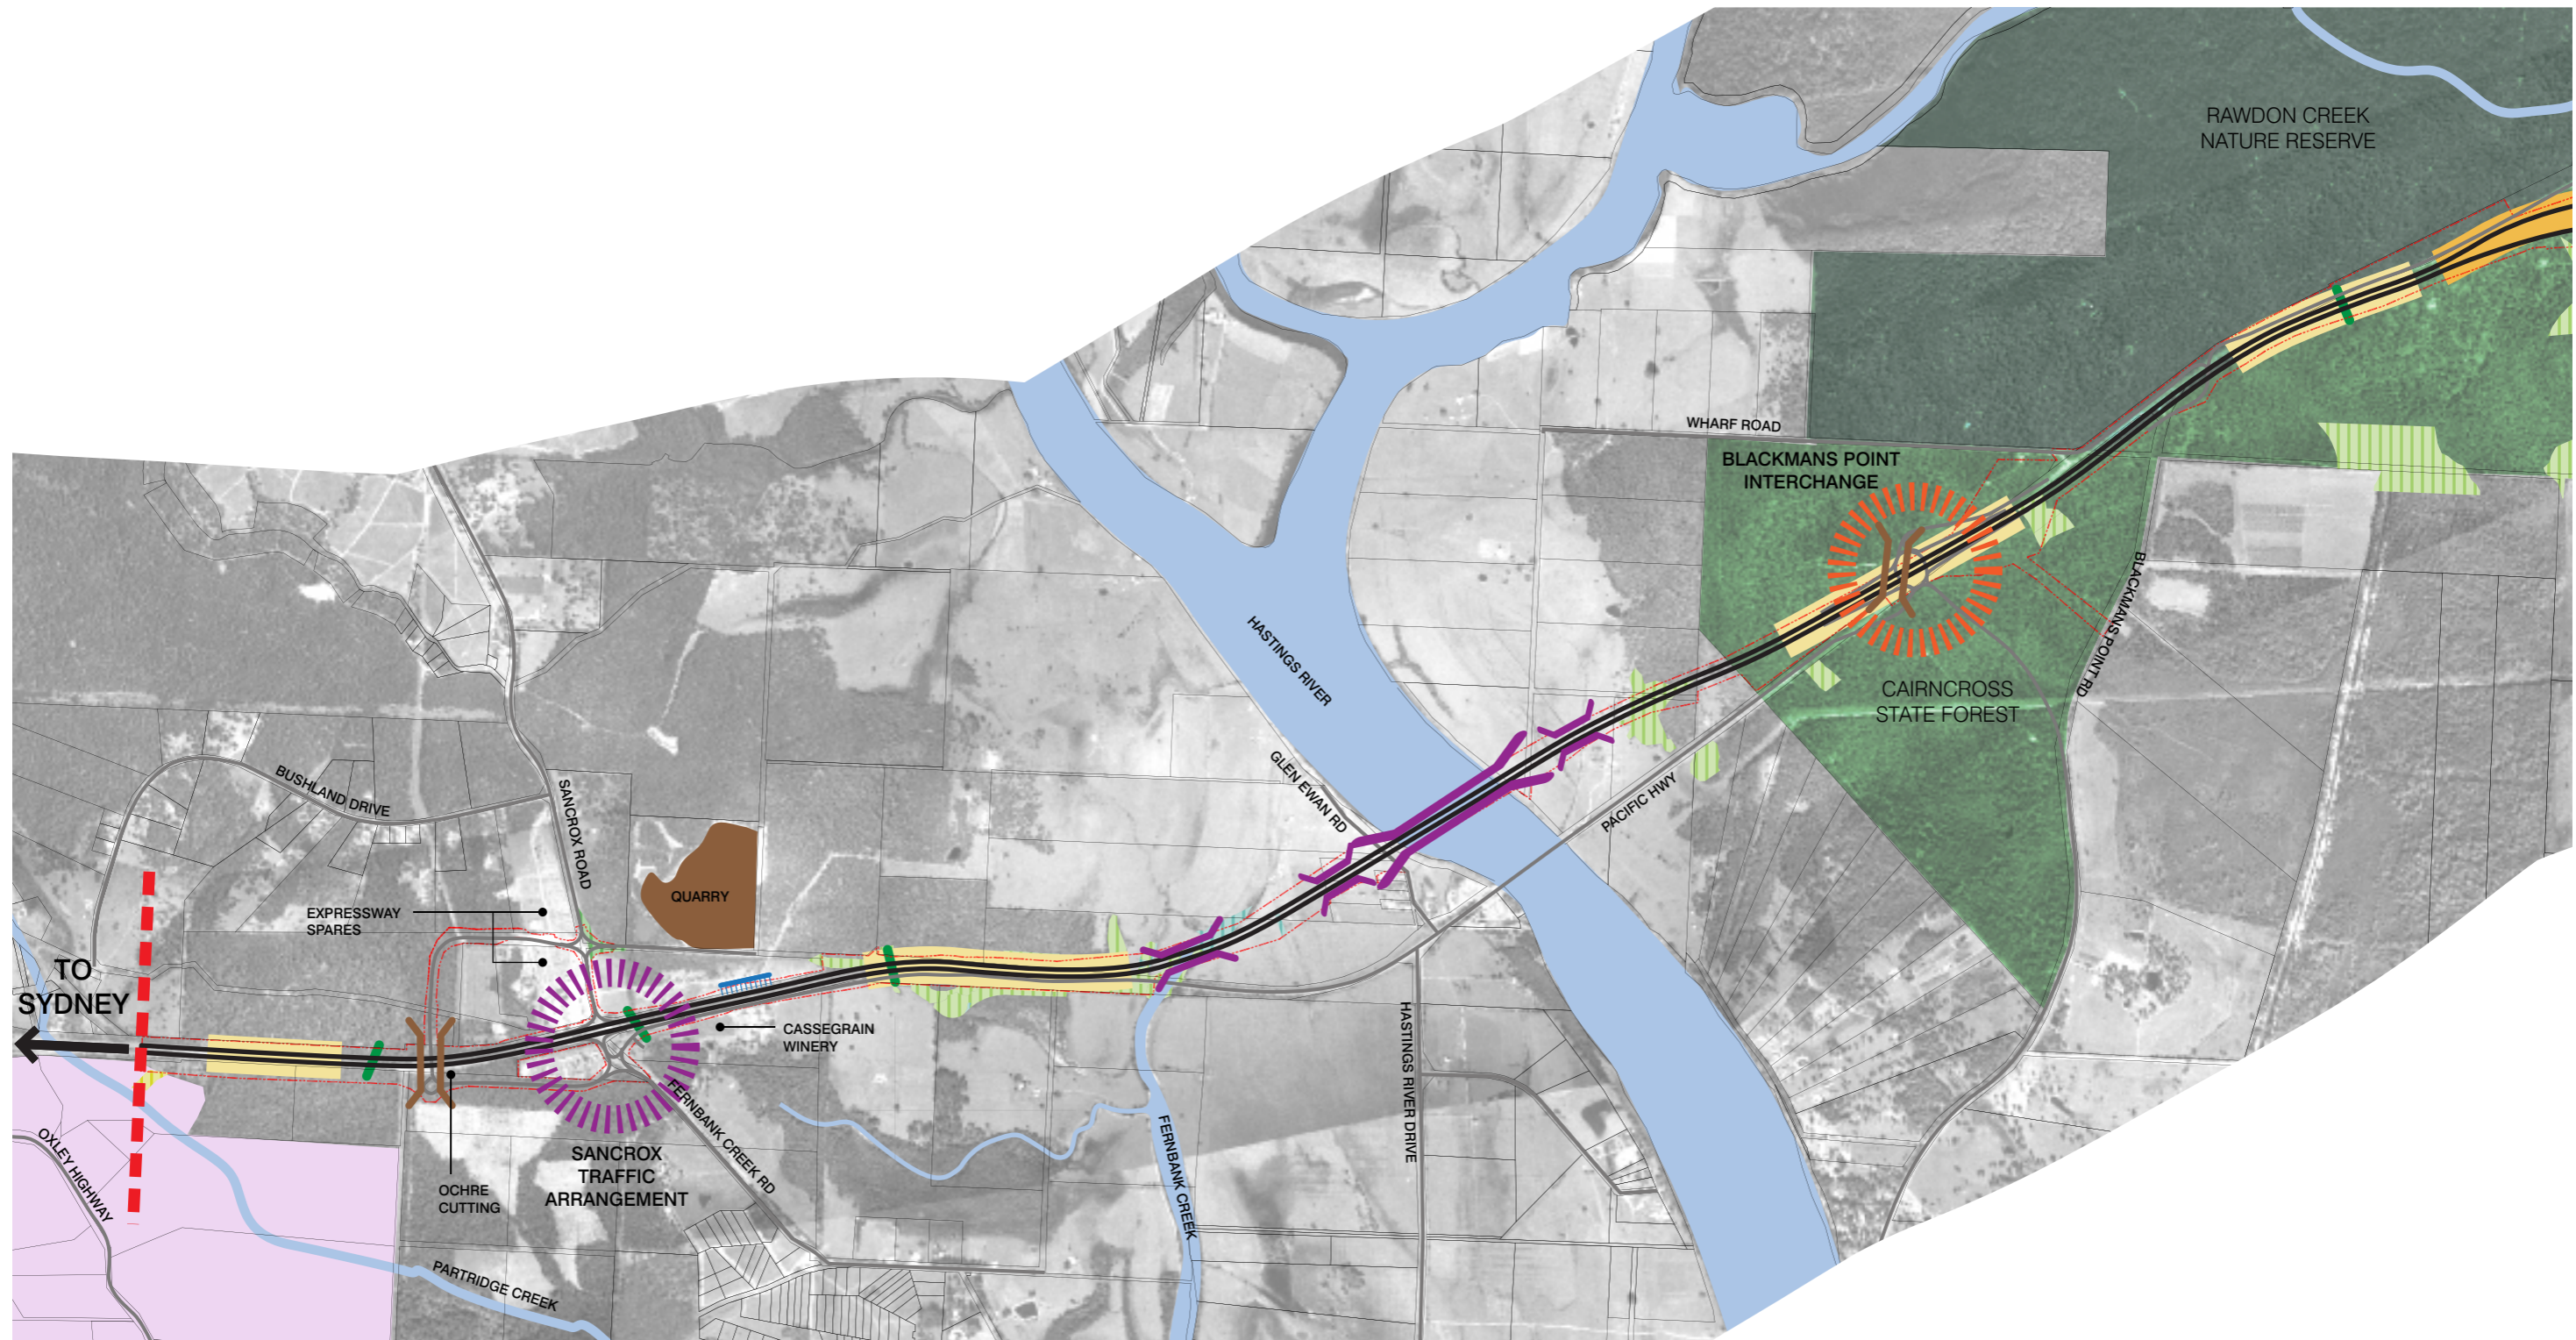 RAWDON CREEK
NATURE RESERVE
WHARF ROAD
BLACKMANS POINT
INTERCHANGE
BLACKMANS POINT RD
HASTINGS RIVER
CAIRNCROSS
STATE FOREST
GLEN EWAN RD
PACIFIC HWY
BUSHLAND DRIVE
SANCROX ROAD
QUARRY
EXPRESSWAY
SPARES
TO
SYDNEY
CASSEGRAIN
WINERY
HASTINGS RIVER DRIVE
FERNBANK CREEK RD
FERNBANK CREEK
OXLEY HIGHWAY
SANCROX
TRAFFIC
ARRANGEMENT
OCHRE
CUTTING
PARTRIDGE CREEK